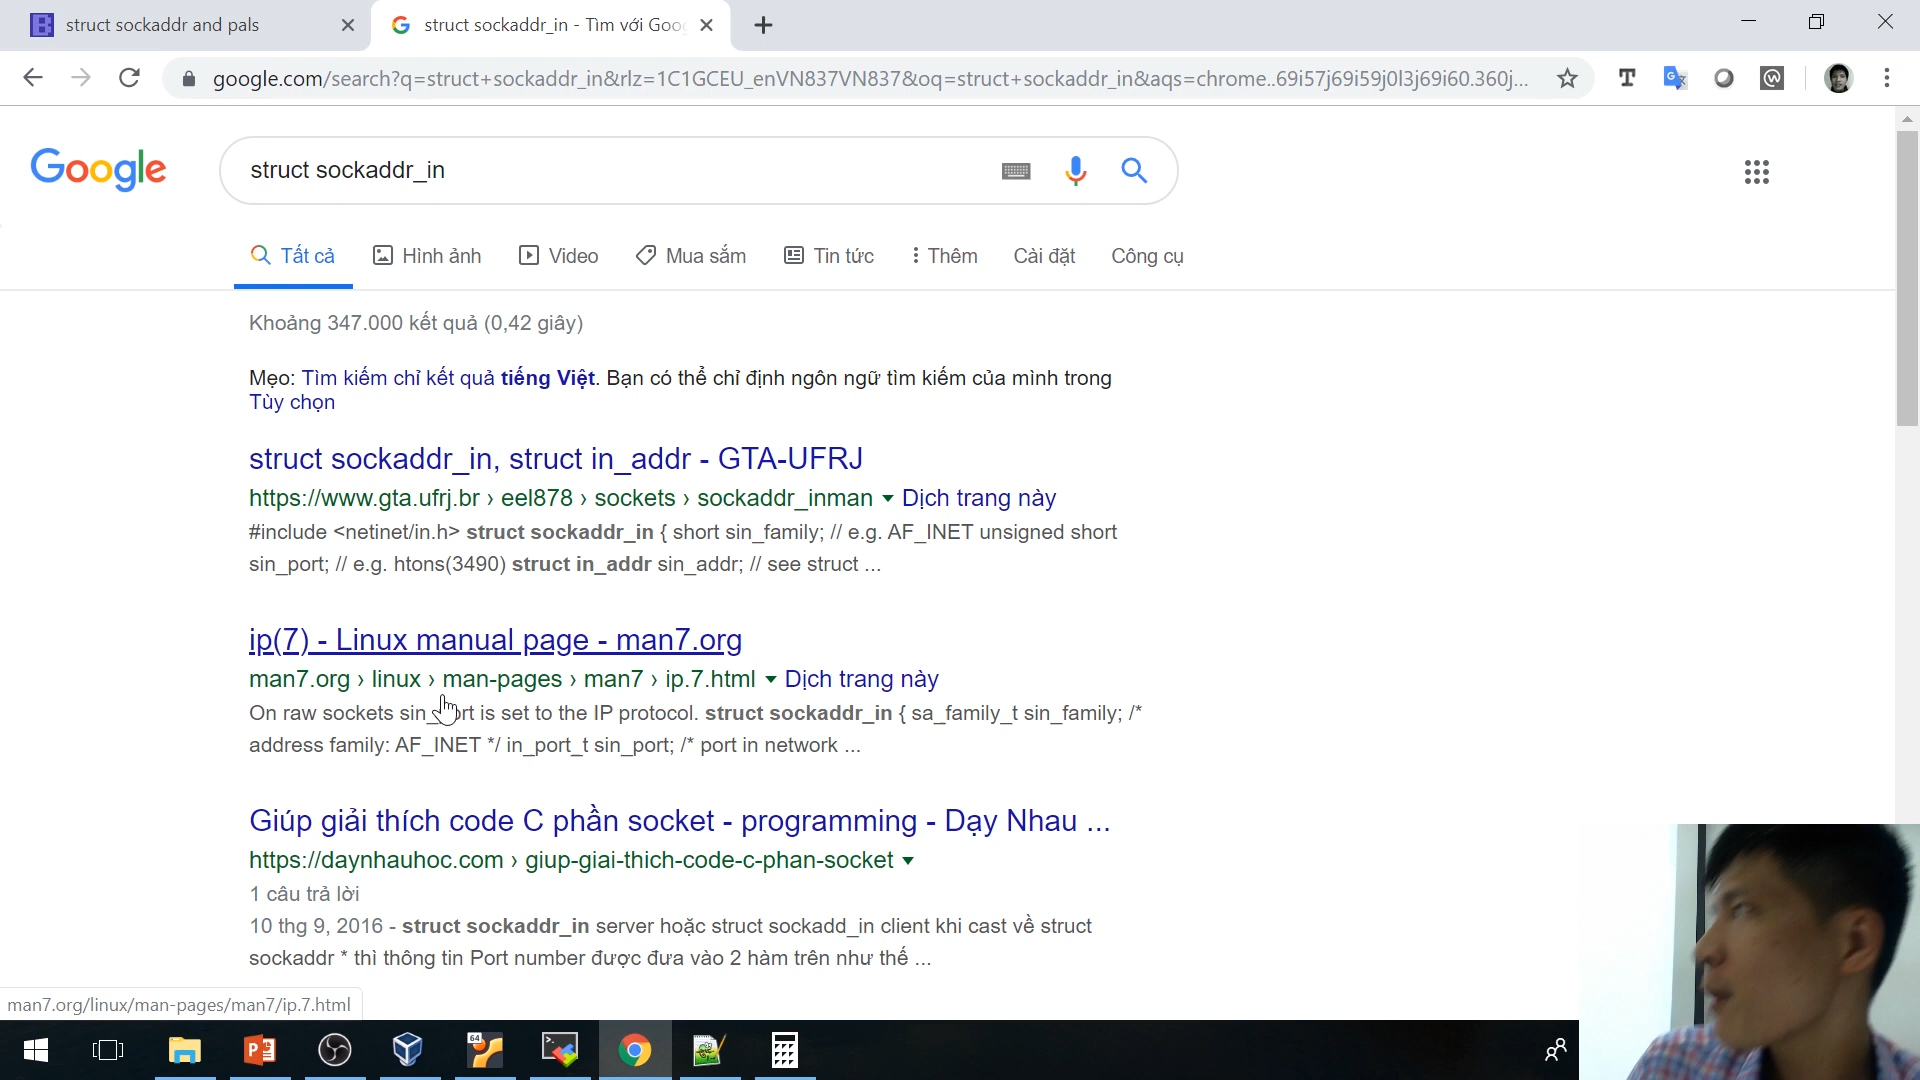 struct sockaddr and pals
struct sockaddr_in - Tìm với Goo
google.com/search?q=struct+sockaddr_in&rlz=1C1GCEU_enVN837VN837&oq=struct+sockaddr_in&aqs=chrome..69i57j69i59j0l3j69i60.360j...
Google
struct sockaddr_in
Tất cả
Hình ảnh
Video
Mua sắm
Tin tức
Thêm
Cài đặt
Công cụ
Khoảng 347.000 kết quả (0,42 giây)
Mẹo: Tìm kiếm chỉ kết quả tiếng Việt. Bạn có thể chỉ định ngôn ngữ tìm kiếm của mình trong
Tùy chọn
struct sockaddr_in, struct in_addr - GTA-UFRJ
https://www.gta.ufrj.br › eel878 › sockets › sockaddr_inman Dịch trang này
#include <netinet/in.h> struct sockaddr_in { short sin_family; // e.g. AF_INET unsigned short
sin_port; // e.g. htons(3490) struct in_addr sin_addr; // see struct ...
ip(7) - Linux manual page - man7.org
man7.org › linux › man-pages › man7 › ip.7.html Dịch trang này
On raw sockets sin_port is set to the IP protocol. struct sockaddr_in { sa_family_t sin_family; /*
address family: AF_INET */ in_port_t sin_port; /* port in network ...
Giúp giải thích code C phần socket - programming - Dạy Nhau ...
https://daynhauhoc.com › giup-giai-thich-code-c-phan-socket
1 câu trả lời
10 thg 9, 2016 - struct sockaddr_in server hoặc struct sockadd_in client khi cast về struct
sockaddr * thì thông tin Port number được đưa vào 2 hàm trên như thế ...
man7.org/linux/man-pages/man7/ip.7.html
64